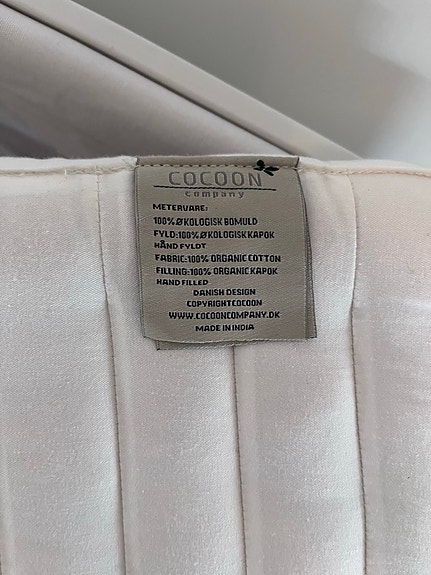 COCOON
company
METERVARE:
100% ØKOLOGISK BOMULD
FYLD:100% ØKOLOGISK KAPOK
HÅND FYLDT
FABRIC:100% ORGANIC COTTON
FILLING:100% ORGANIC KAPOK
HAND FILLED
DANISH DESIGN
COPYRIGHTCOCOON
WWW.COCOONCOMPANY.DK
MADE IN INDIA